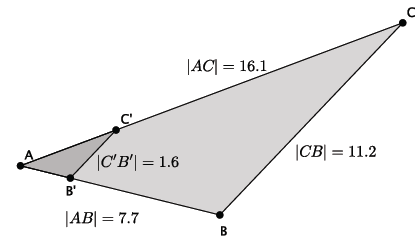 C
|AC| = 16.1
C'
A
|C'B'| = 1.6
|CB| = 11.2
B'
|AB| = 7.7
B